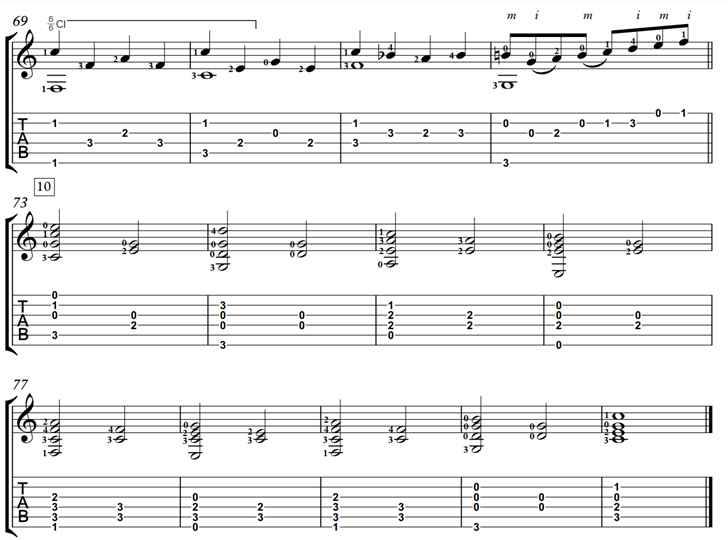 69 6/6 CI m i m i m i
1 3 2 3 3 2 0 2 3 4 2 4 0 0 2 0 1 4 0 1 3
0 1
T 1 1 1 0 0 1 3
A 2 0 3 2 3 0 2
3 3 2 2 3
B 3
1 3
10
73
0 1 0 3 0 2 4 0 0 3 0 0 1 3 2 0 3 2 0 0 2 0 2
0
T 1 3 1 0
A 0 0 0 0 2 2 0 0
2 0 0 2 2 2 2
B 3 0
3 0
77
2 4 3 1 4 3 0 2 3 2 3 2 4 3 1 4 3 0 0 0 3 0 0 1 0 2 3
T 0 1
A 2 0 2 0 0 0
3 3 2 2 3 3 0 0 2
B 3 3 3 3 3 3 3
1 0 1 3